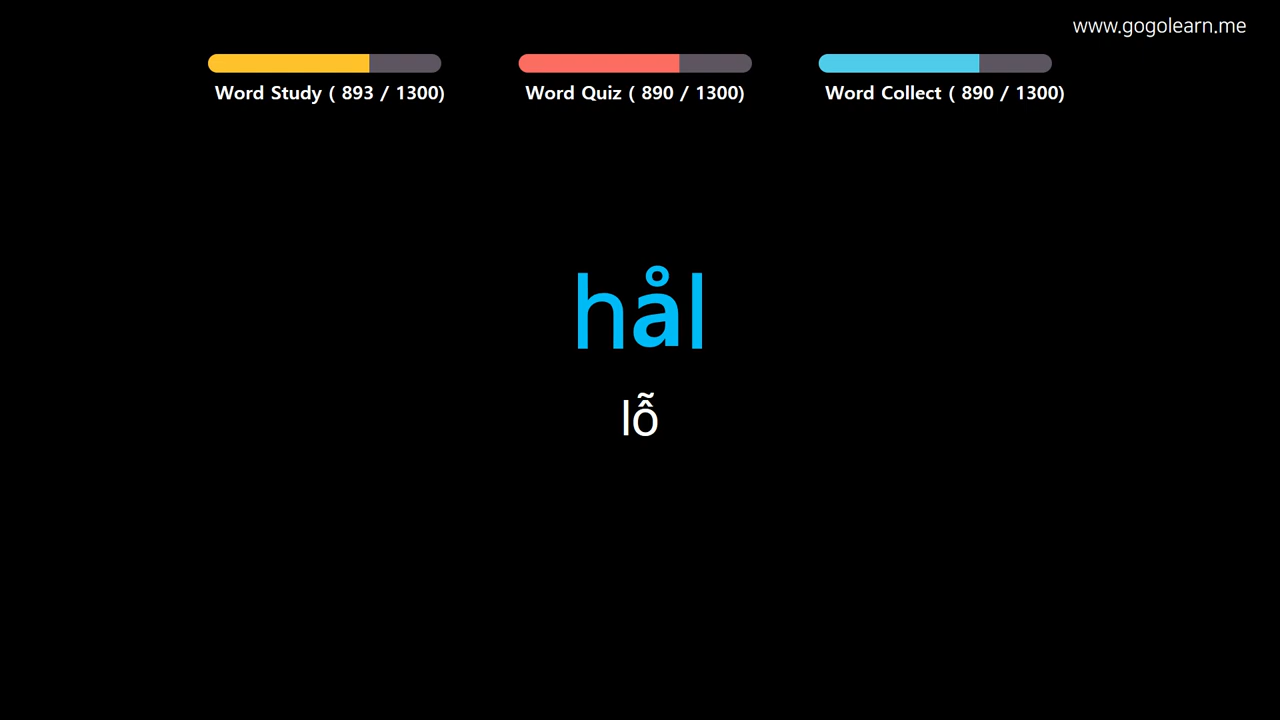 www.gogolearn.me
Word Study ( 893 / 1300)
Word Quiz ( 890 / 1300)
Word Collect ( 890 / 1300)
hål
lỗ